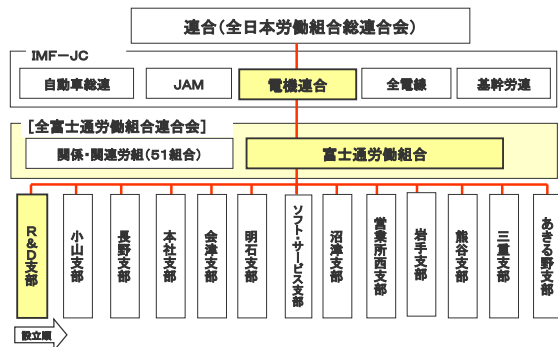 連合(全日本労働組合総連合会)
IMF-JC
自動車総連
JAM
電機連合
全電線
基幹労連
[全富士通労働組合連合会]
関係・関連労組(51組合)
富士通労働組合
R&D支部
小山支部
長野支部
本社支部
会津支部
明石支部
ソフト・サービス支部
沼津支部
営業所西支部
岩手支部
熊谷支部
三重支部
あきる野支部
設立順